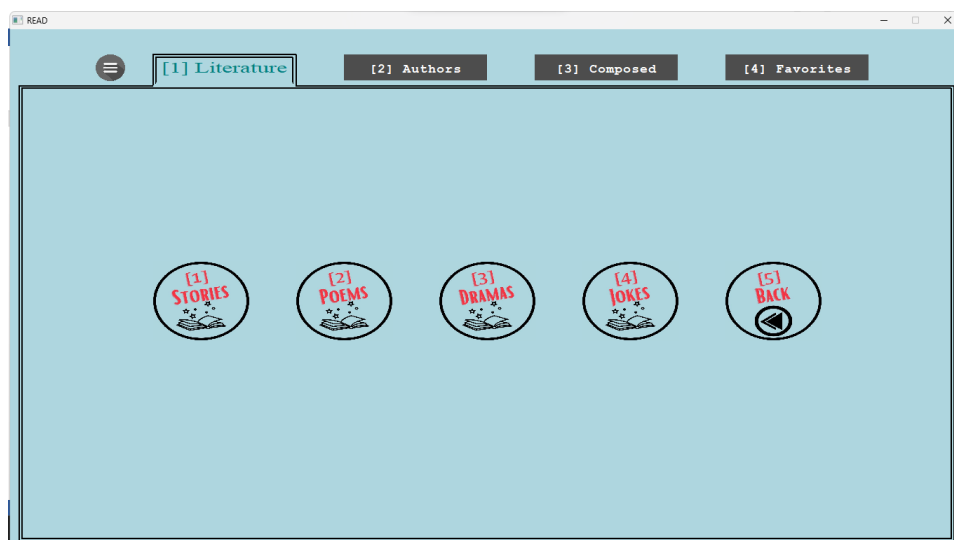 READ
[1] Literature
[2] Authors
[3] Composed
[4] Favorites
[1]
STORIES
[2]
POEMS
[3]
DRAMAS
[4]
JOKES
[5]
BACK